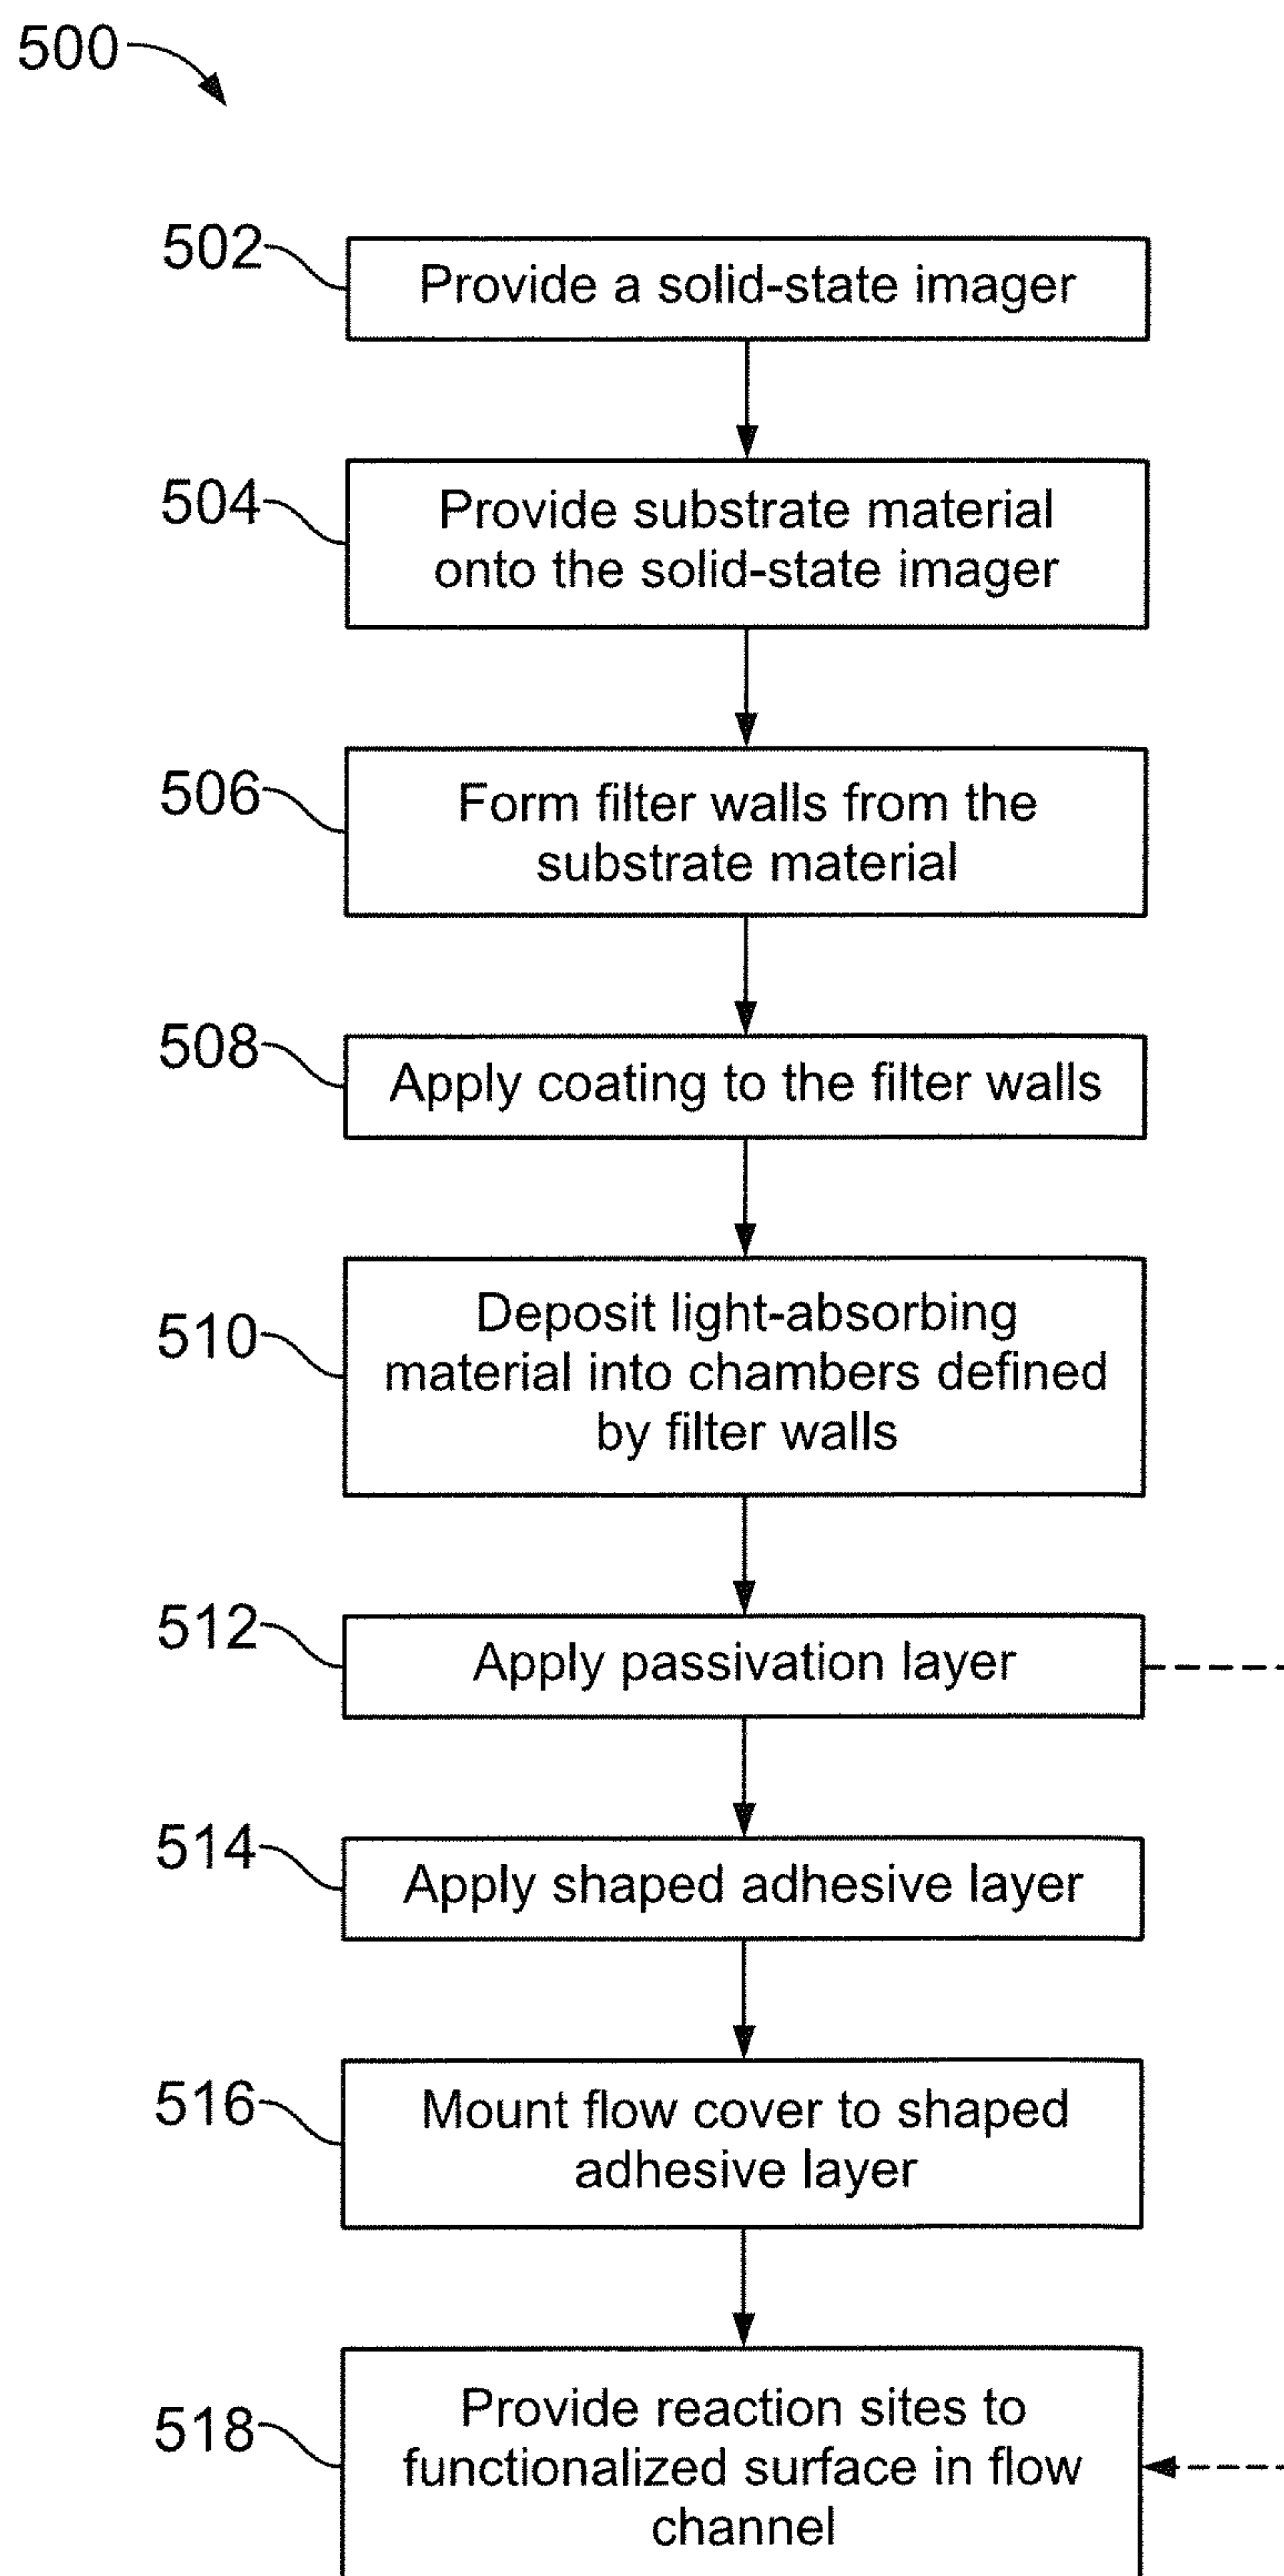 500
502
Provide a solid-state imager
504
Provide substrate material
onto the solid-state imager
506
Form filter walls from the
substrate material
508
Apply coating to the filter walls
510
Deposit light-absorbing
material into chambers defined
by filter walls
512
Apply passivation layer
514
Apply shaped adhesive layer
516
Mount flow cover to shaped
adhesive layer
518
Provide reaction sites to
functionalized surface in flow
channel